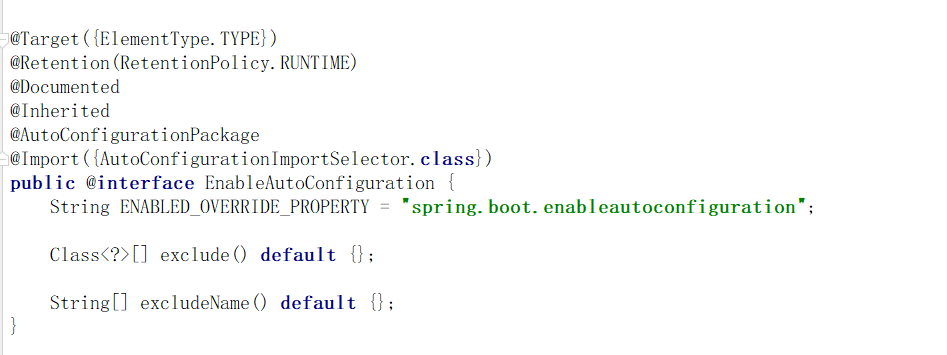 @Target({ElementType.TYPE})
@Retention(RetentionPolicy.RUNTIME)
@Documented
@Inherited
@AutoConfigurationPackage
@Import({AutoConfigurationImportSelector.class})
public @interface EnableAutoConfiguration {
    String ENABLED_OVERRIDE_PROPERTY = "spring.boot.enableautoconfiguration";
    Class<?>[] exclude() default {};
    String[] excludeName() default {};
}